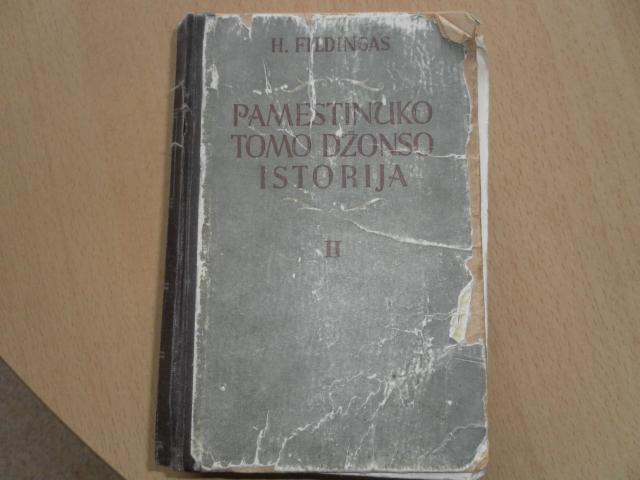 H. FILDINGAS
PAMESTINUKO
TOMO DŽONSO
ISTORIJA
II